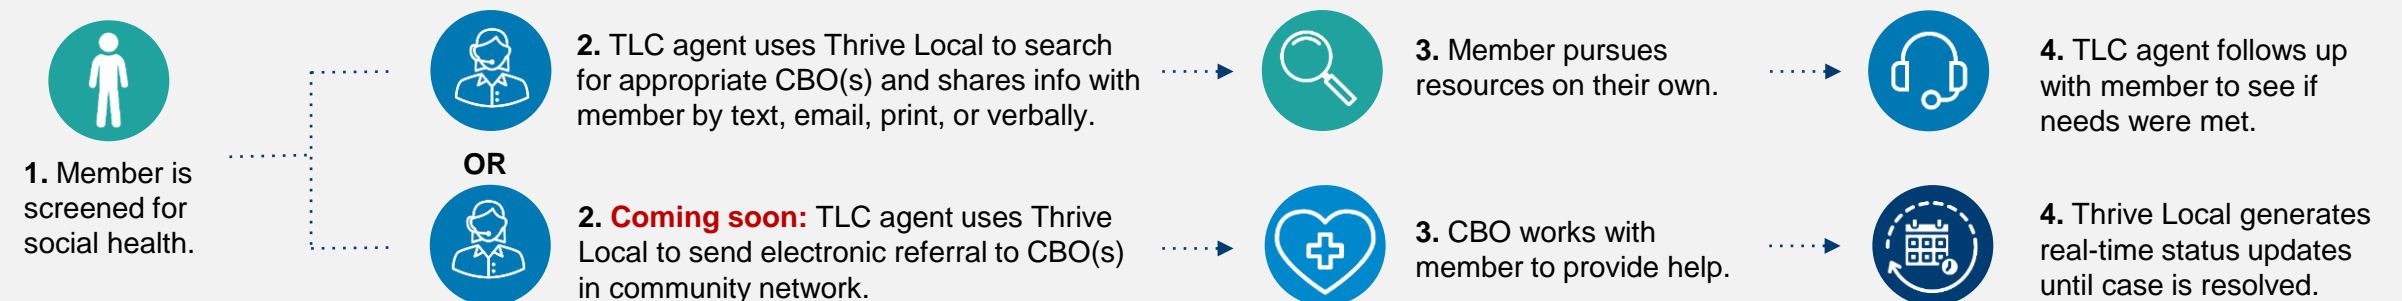 1. Member is
screened for
social health.
2. TLC agent uses Thrive Local to search
for appropriate CBO(s) and shares info with
member by text, email, print, or verbally.
3. Member pursues
resources on their own.
4. TLC agent follows up
with member to see if
needs were met.
OR
2. Coming soon: TLC agent uses Thrive
Local to send electronic referral to CBO(s)
in community network.
3. CBO works with
member to provide help.
4. Thrive Local generates
real-time status updates
until case is resolved.